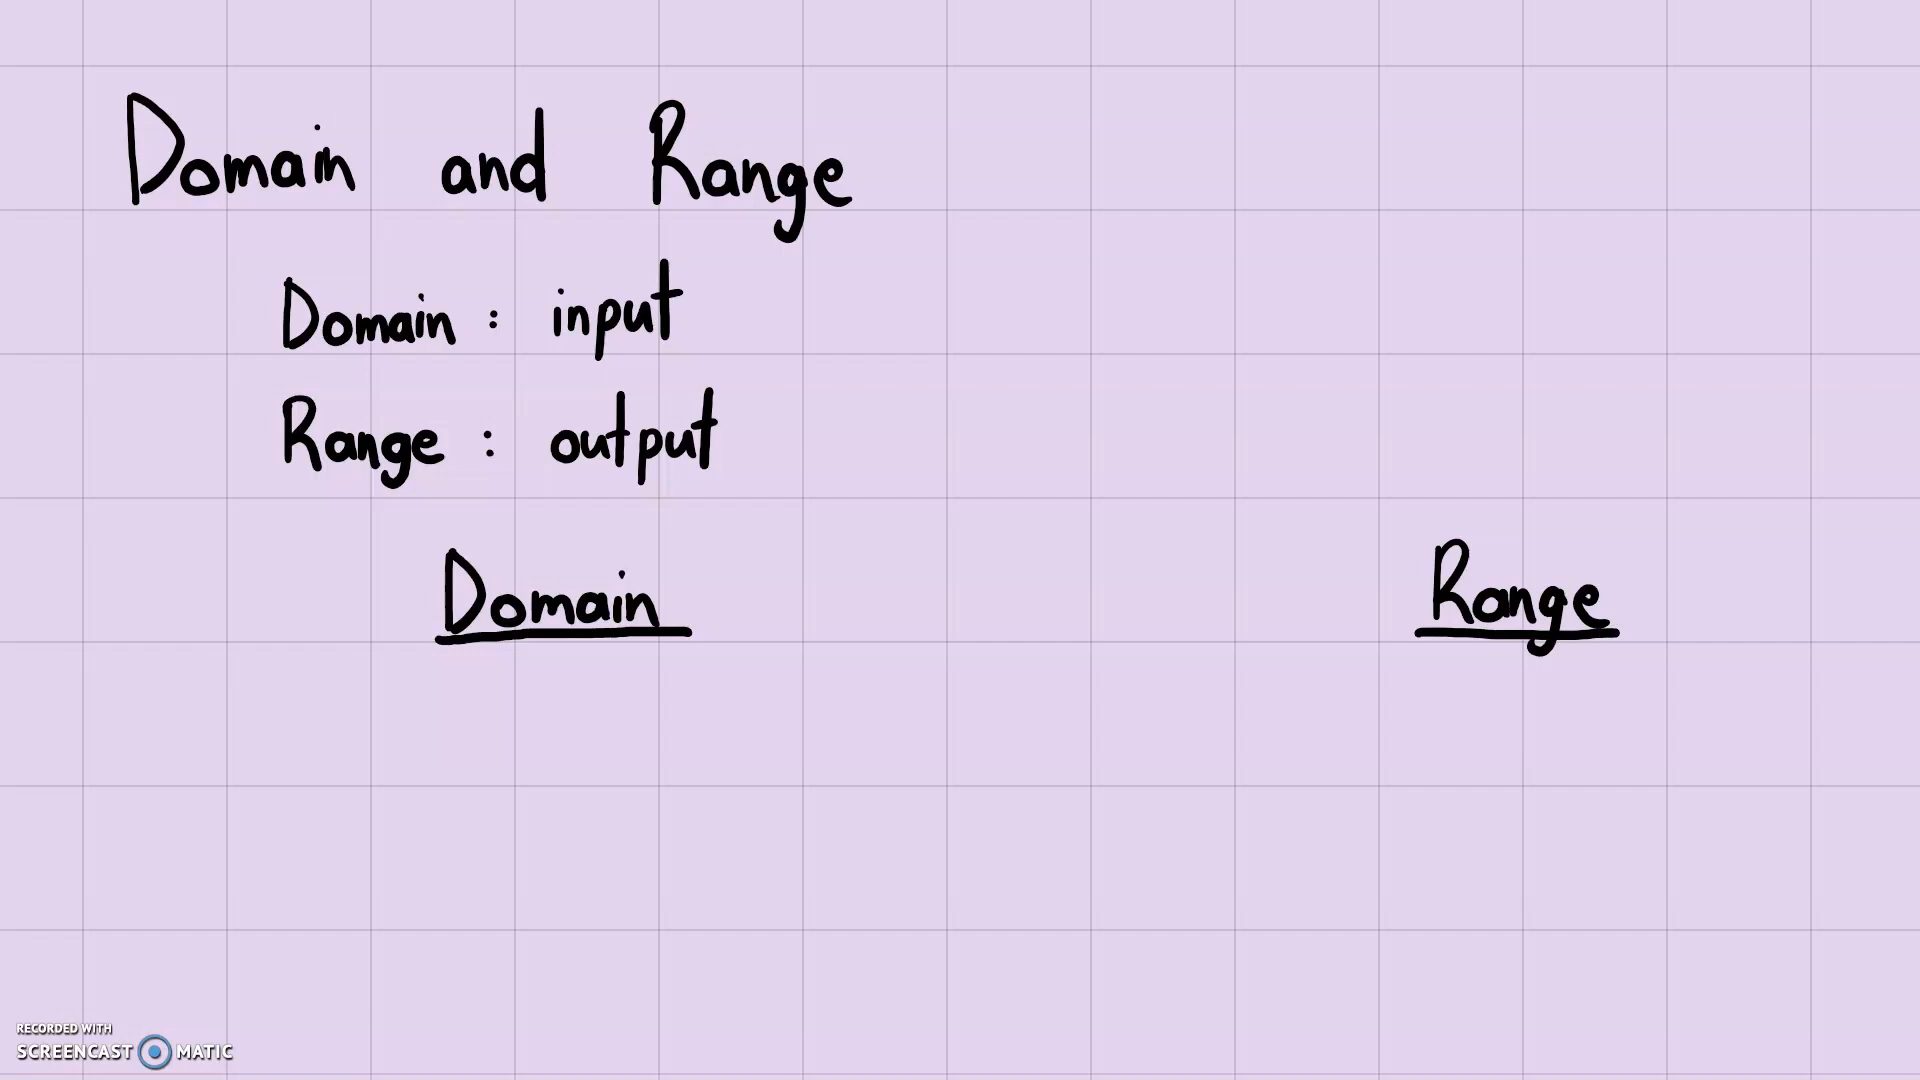 Domain and Range
Domain : input
Range : output
Domain Range
RECORDED WITH
SCREENCAST MATIC